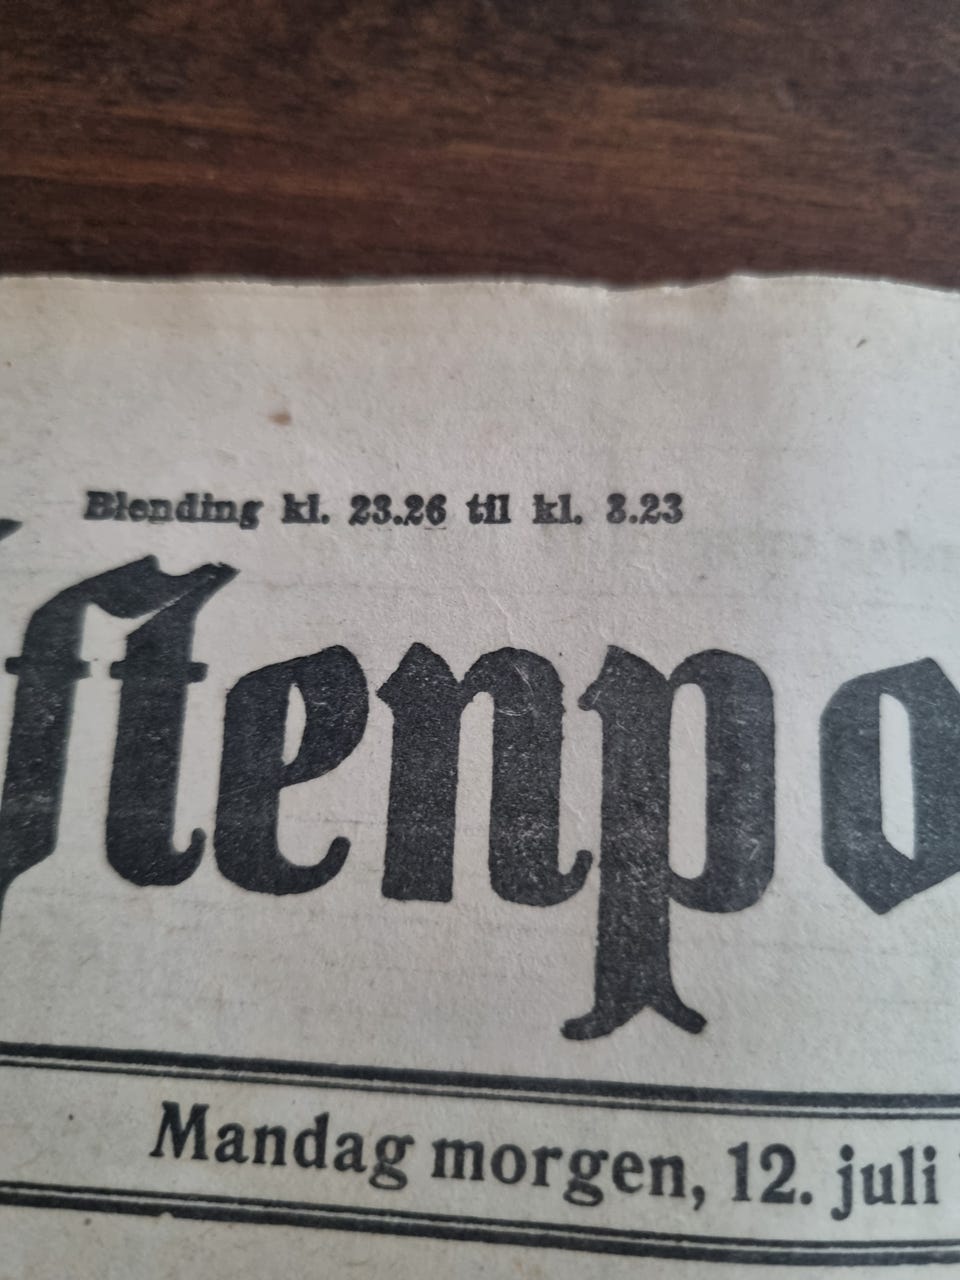 Blending kl. 23.26 til kl. 3.23
ftenpo
Mandag morgen, 12. juli